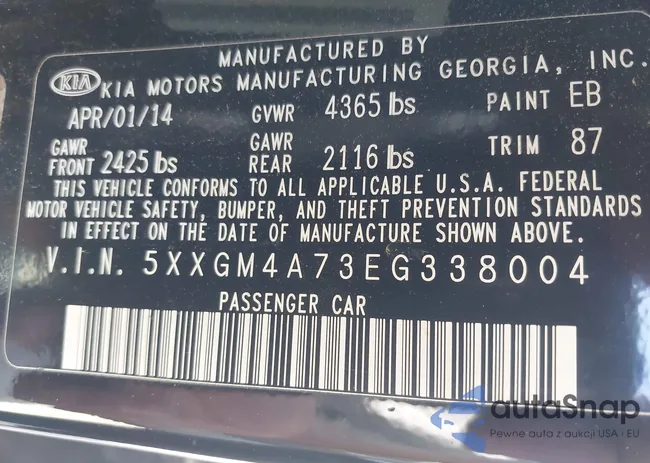 MANUFACTURED BY
KIA KIA MOTORS MANUFACTURING GEORGIA, INC.
APR/01/14 GVWR 4365 lbs PAINT EB
GAWR FRONT 2425 lbs GAWR REAR 2116 lbs TRIM 87
THIS VEHICLE CONFORMS TO ALL APPLICABLE U.S.A. FEDERAL
MOTOR VEHICLE SAFETY, BUMPER, AND THEFT PREVENTION STANDARDS
IN EFFECT ON THE DATE OF MANUFACTURE SHOWN ABOVE.
V.I.N. 5XXGM4A73EG338004
PASSENGER CAR
autoSnap
Pewne auta z aukcji USA i EU